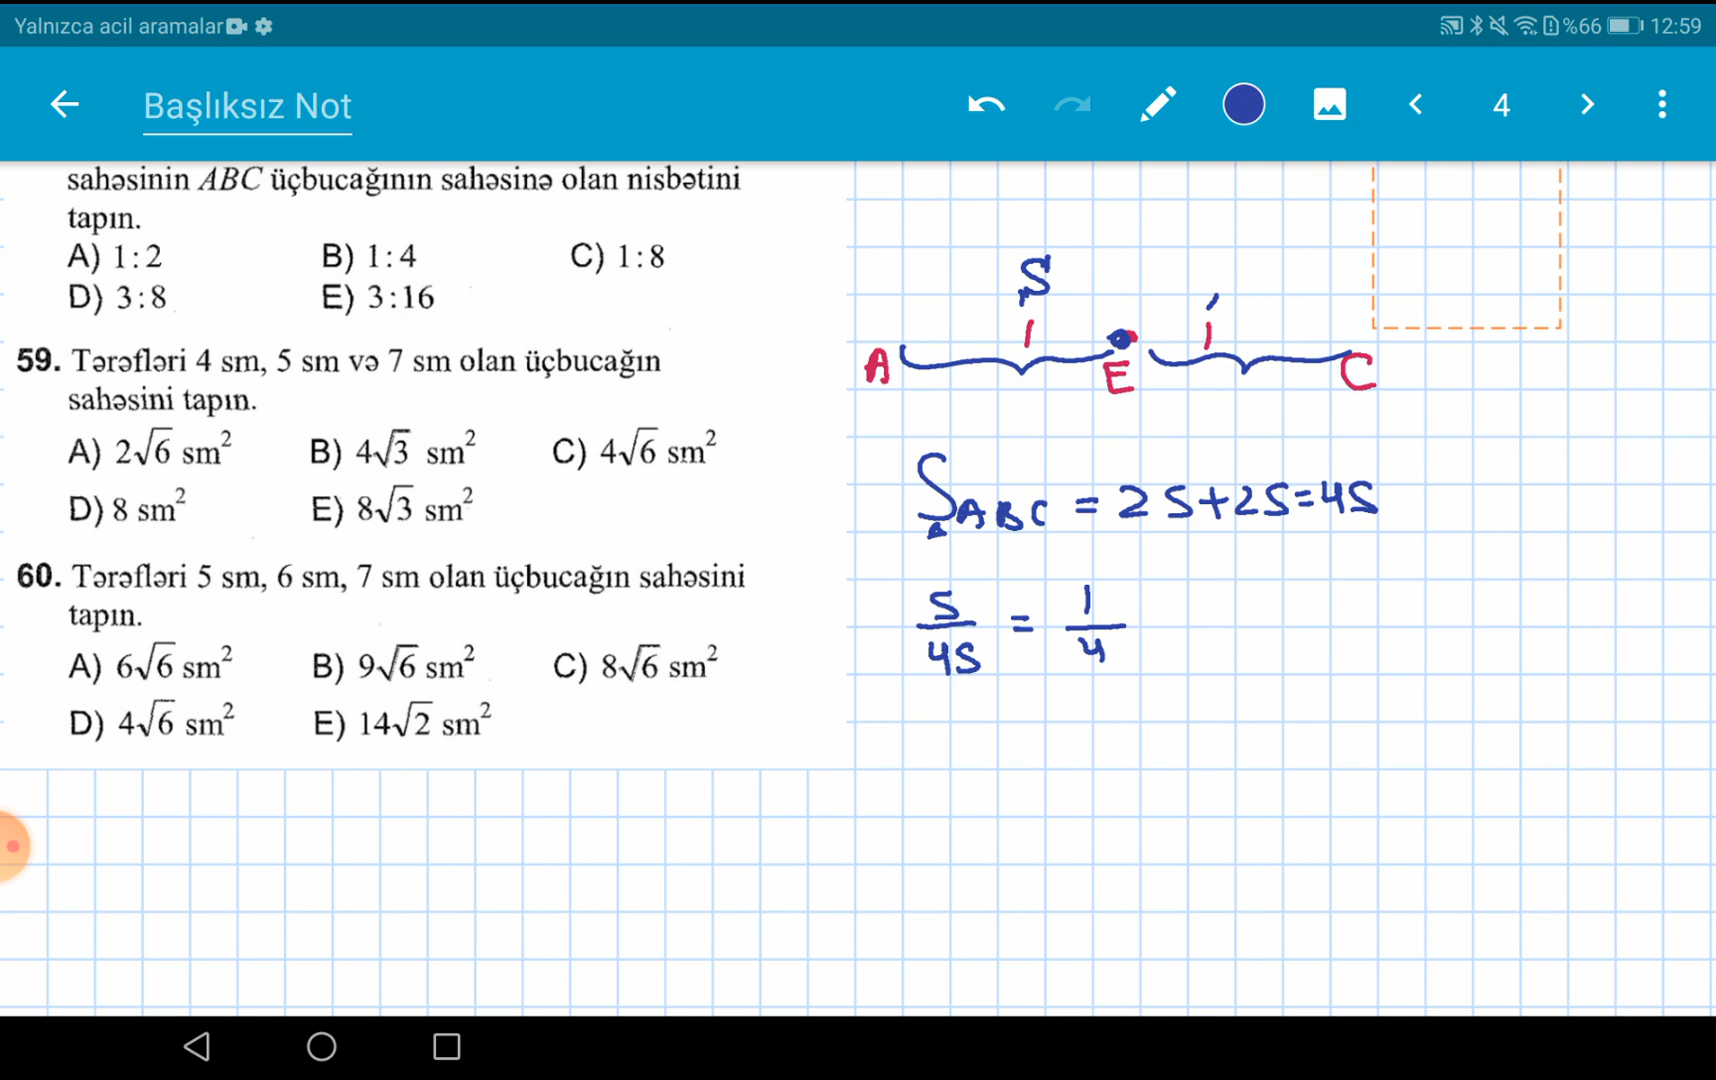 Yalnızca acil aramalar %66 12:59
Başlıksız Not 4
sahəsinin ABC üçbucağının sahəsinə olan nisbətini
tapın.
A) 1 : 2 B) 1 : 4 C) 1 : 8
D) 3 : 8 E) 3 : 16
59. Tərəfləri 4 sm, 5 sm və 7 sm olan üçbucağın
sahəsini tapın.
A) 2√6 sm² B) 4√3 sm² C) 4√6 sm²
D) 8 sm² E) 8√3 sm²
60. Tərəfləri 5 sm, 6 sm, 7 sm olan üçbucağın sahəsini
tapın.
A) 6√6 sm² B) 9√6 sm² C) 8√6 sm²
D) 4√6 sm² E) 14√2 sm²
S
1 1
A E C
S ABC = 2S+2S=4S
S/4S = 1/4